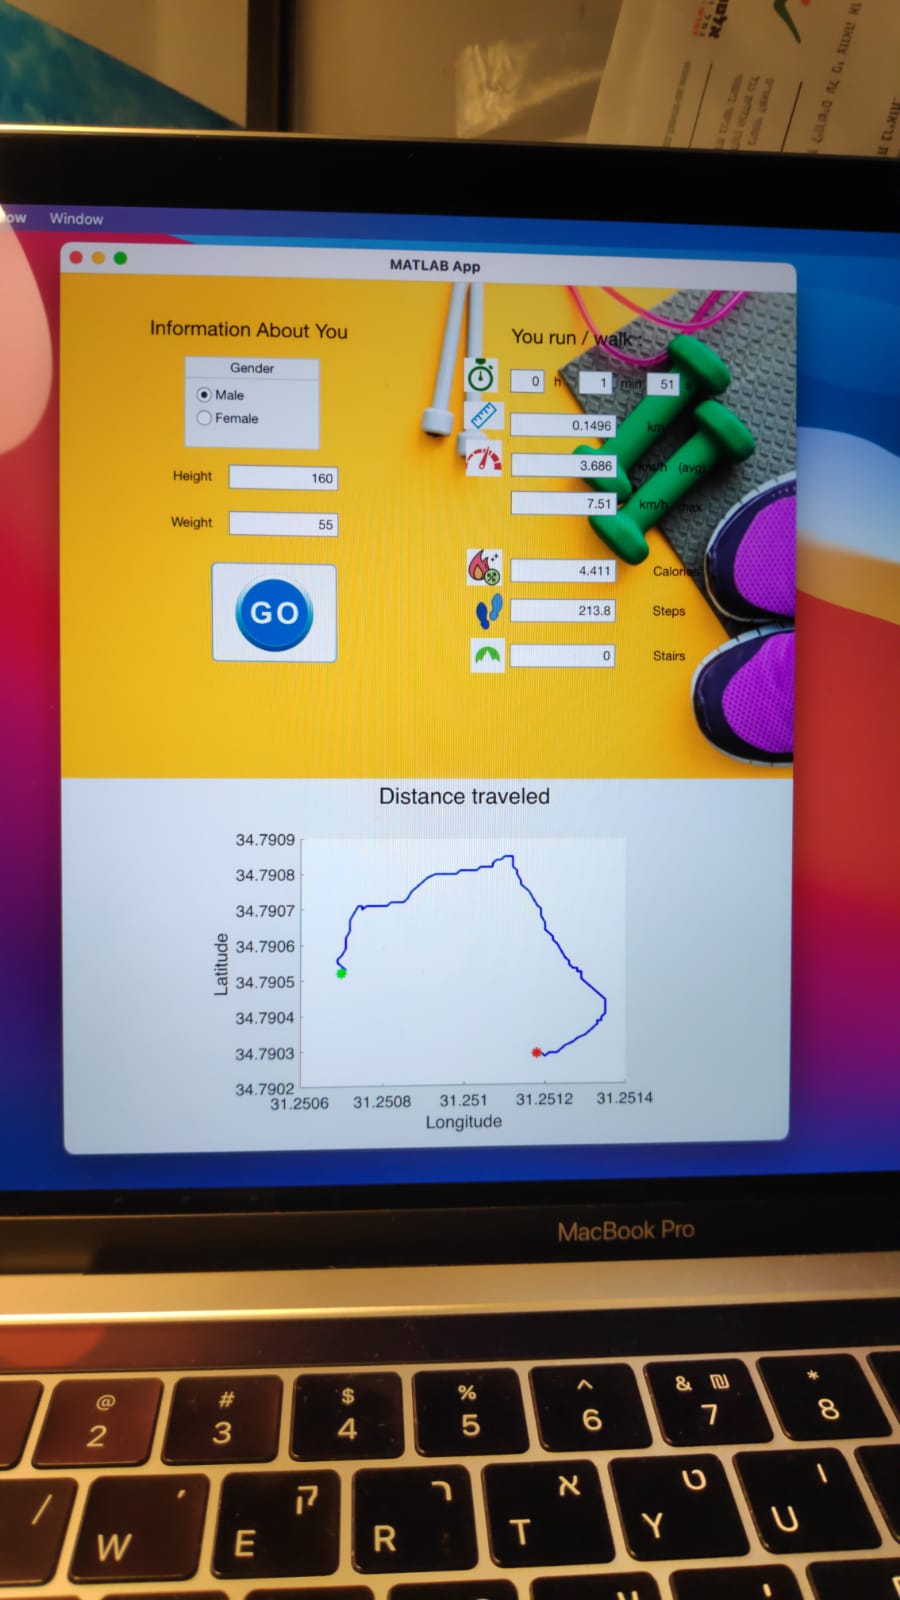 ow Window
MATLAB App
Information About You
You run / walk
Gender
Male
Female
0 h 1 min 51
0.1496 km
3.686 km/h (avg)
7.51 km/h max
Height 160
Weight 55
GO
4.411 Calories
213.8 Steps
0 Stairs
Distance traveled
34.7909
34.7908
34.7907
34.7906
34.7905
34.7904
34.7903
34.7902
Latitude
31.2506 31.2508 31.251 31.2512 31.2514
Longitude
MacBook Pro
@ # $ % ^ & ₪ *
2 3 4 5 6 7 8
/ ׳ ק ר א ט ו
W E R T Y U